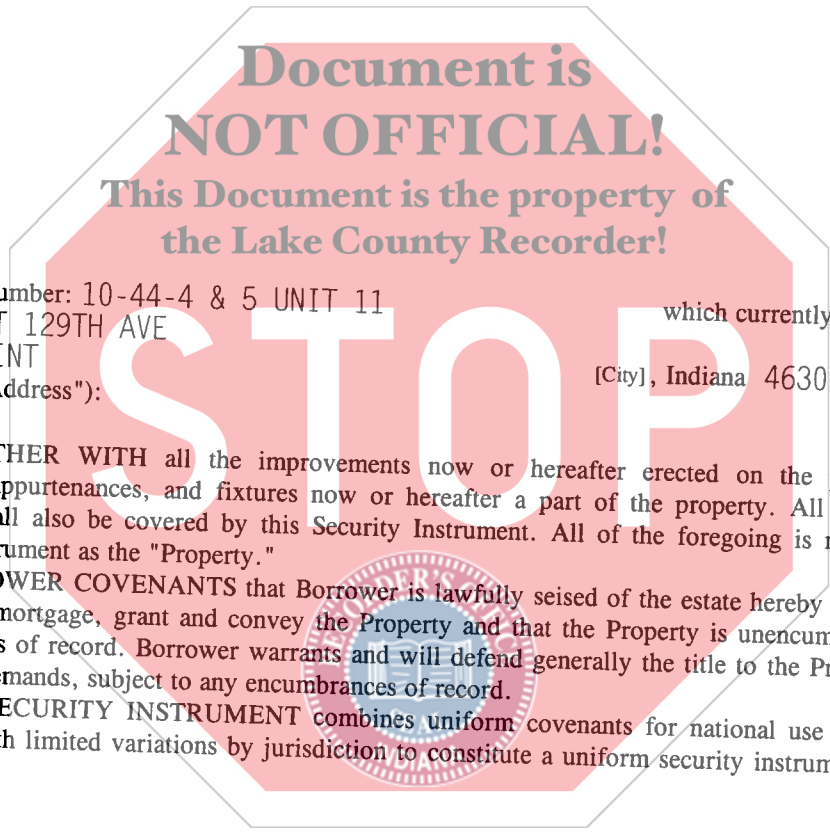 Document is
NOT OFFICIAL!
This Document is the property of
the Lake County Recorder!
umber: 10-44-4 & 5 UNIT 11
which currently
T 129TH AVE
INT
[City], Indiana 4630
ddress"):
STOP
THER WITH all the improvements now or hereafter erected on the
ppurtenances, and fixtures now or hereafter a part of the property. All
all also be covered by this Security Instrument. All of the foregoing is r
rument as the "Property."
OWER COVENANTS that Borrower is lawfully seised of the estate hereby
mortgage, grant and convey the Property and that the Property is unencum
s of record. Borrower warrants and will defend generally the title to the Pr
emands, subject to any encumbrances of record.
ECURITY INSTRUMENT combines uniform covenants for national use
th limited variations by jurisdiction to constitute a uniform security instrum
RECORDER'S OFFICE
INDIANA